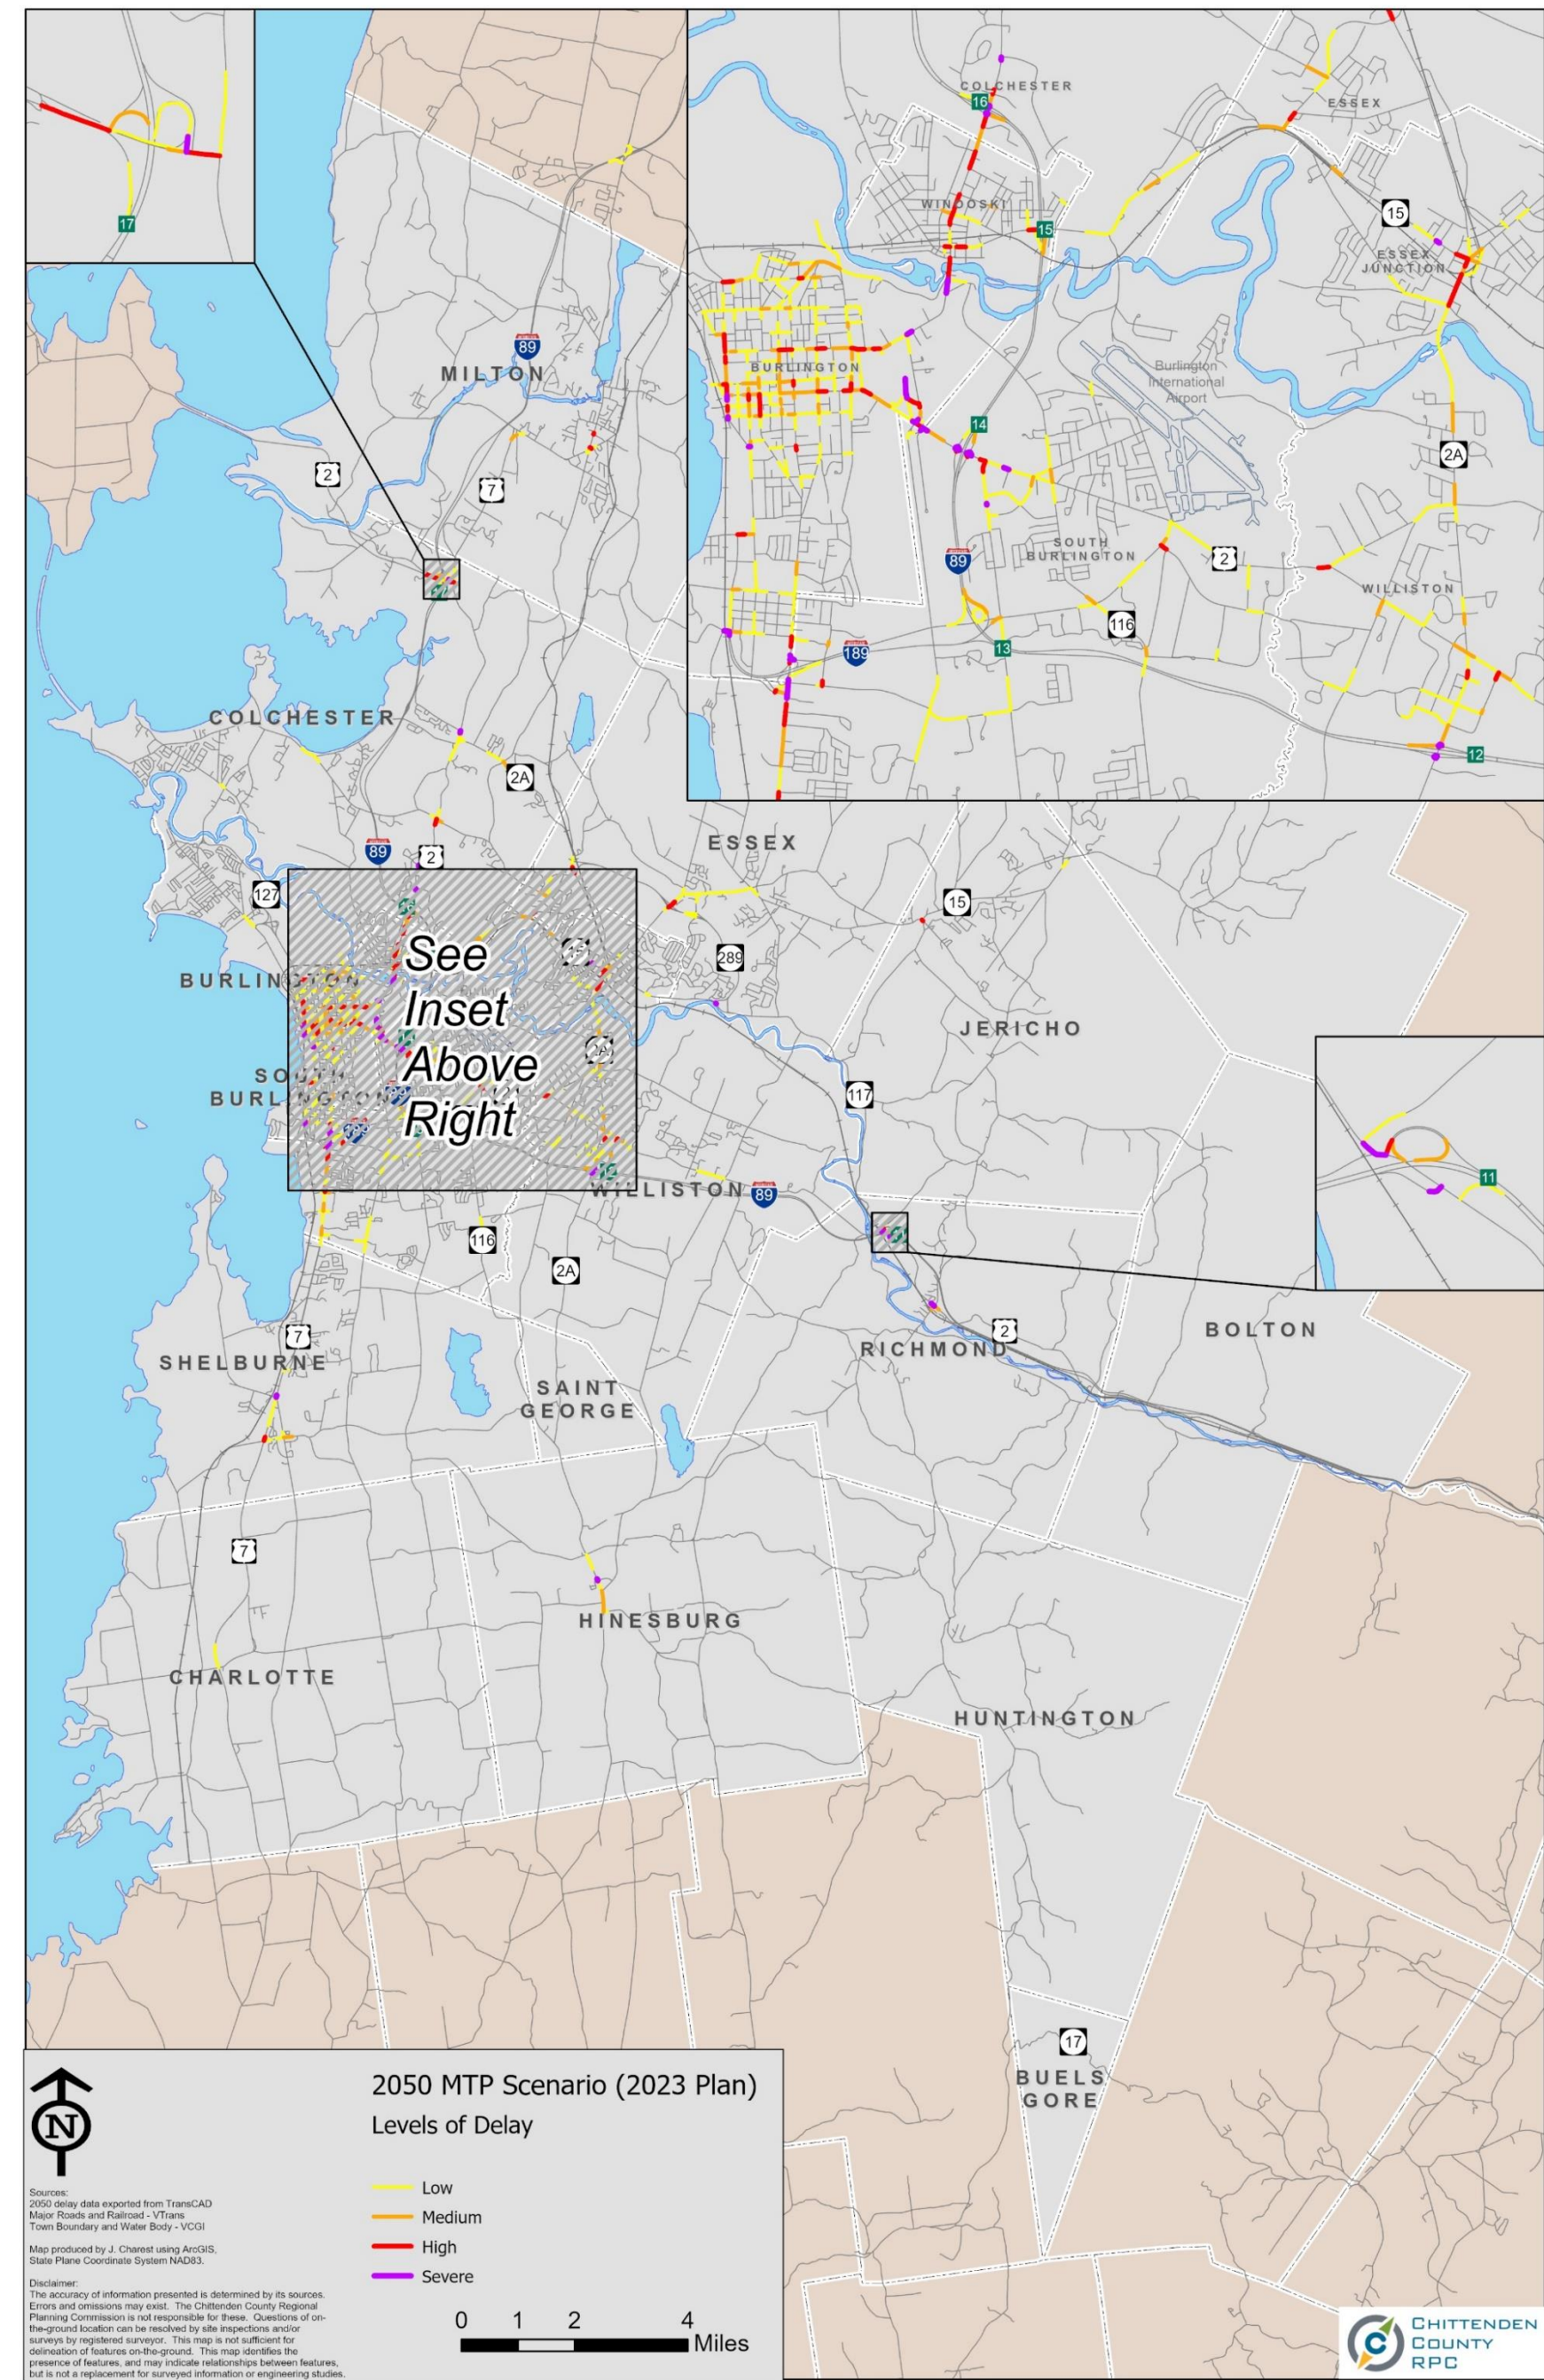 17
COLCHESTER
16
ESSEX
WINOOSKI
15
15
ESSEX
JUNCTION
BURLINGTON
Burlington
International
Airport
14
2A
89
SOUTH
BURLINGTON
2
WILLISTON
116
189
13
12
89
MILTON
2
7
COLCHESTER
2A
89
2
ESSEX
127
15
289
BURLINGTON
See
Inset
Above
Right
JERICHO
SOUTH
BURLINGTON
117
11
WILLISTON
89
116
2A
2
BOLTON
7
RICHMOND
SHELBURNE
SAINT
GEORGE
7
HINESBURG
CHARLOTTE
HUNTINGTON
17
BUELS
GORE
N
2050 MTP Scenario (2023 Plan)
Levels of Delay
Low
Medium
High
Severe
0 1 2 4
Miles
Sources:
2050 delay data exported from TransCAD
Major Roads and Railroad - VTrans
Town Boundary and Water Body - VCGI
Map produced by J. Charest using ArcGIS,
State Plane Coordinate System NAD83.
Disclaimer:
The accuracy of information presented is determined by its sources.
Errors and omissions may exist. The Chittenden County Regional
Planning Commission is not responsible for these. Questions of on-
the-ground location can be resolved by site inspections and/or
surveys by registered surveyor. This map is not sufficient for
delineation of features on-the-ground. This map identifies the
presence of features, and may indicate relationships between features,
but is not a replacement for surveyed information or engineering studies.
CHITTENDEN
COUNTY
RPC